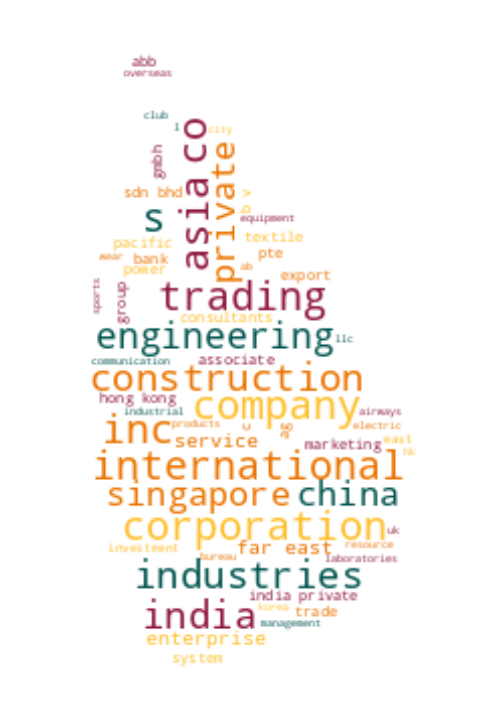 abb
overseas
club
l
city
asia co
private
gmbh
sdn bhd
b v
s
equipment
pacific
textile
wear
bank
pte
power
ab
export
sports
group
trading
consultants
engineering
llc
communication
associate
construction
hong kong
company
industrial
airways
inc
products
c
ag
electric
service
marketing
east
hk
international
singapore
china
corporation
uk
investment
far east
resource
bureau
laboratories
industries
india private
india
korea
trade
management
enterprise
system